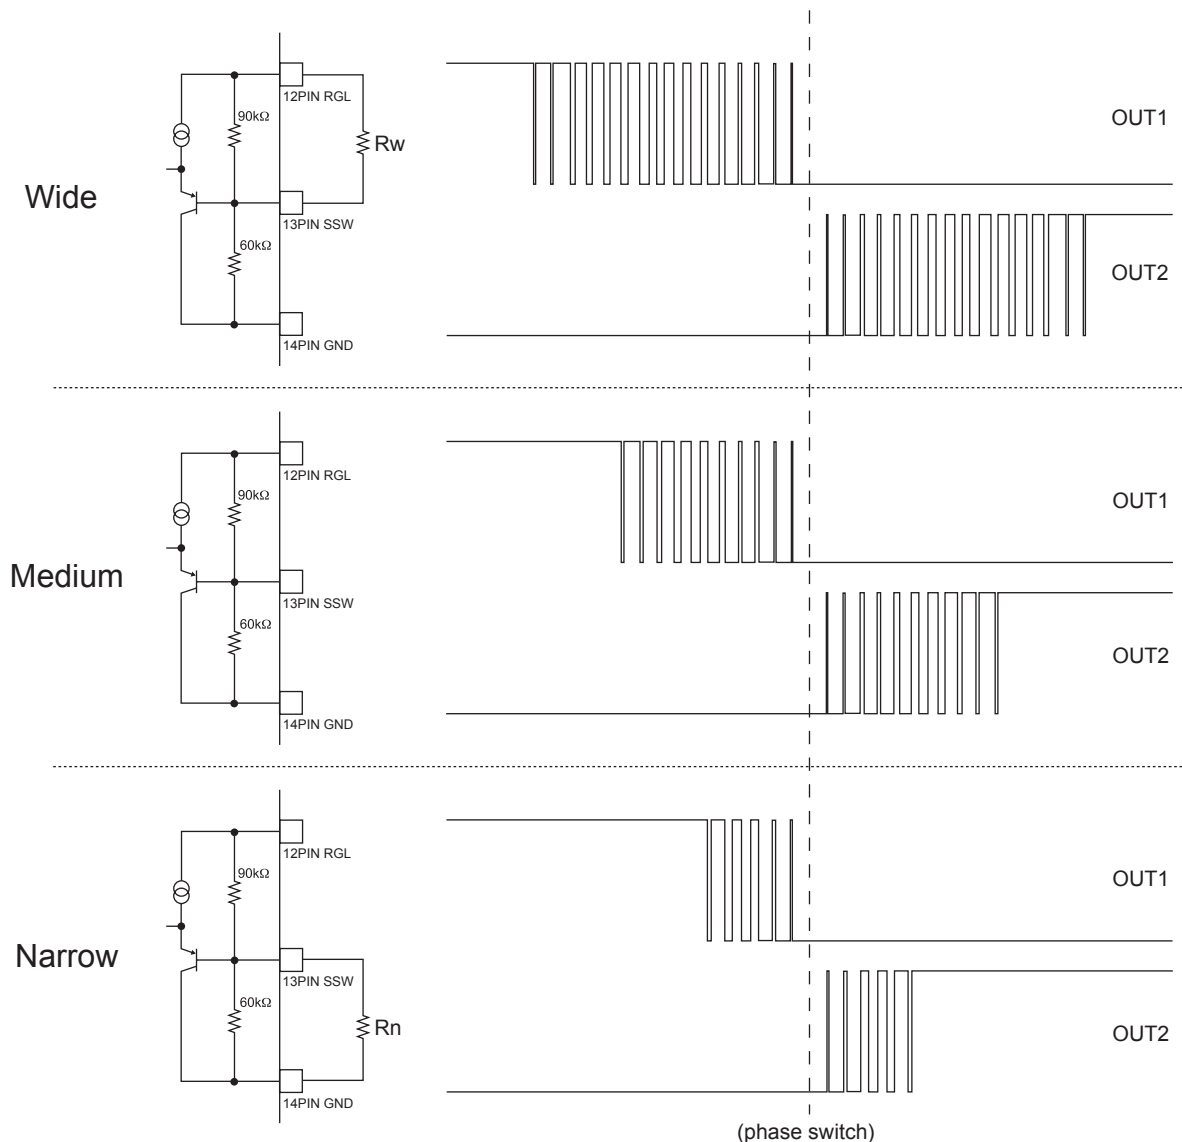 12PIN RGL
90kΩ
Rw
OUT1
Wide
13PIN SSW
60kΩ
OUT2
14PIN GND
12PIN RGL
90kΩ
OUT1
Medium
13PIN SSW
60kΩ
OUT2
14PIN GND
12PIN RGL
90kΩ
OUT1
Narrow
13PIN SSW
60kΩ
Rn
OUT2
14PIN GND
(phase switch)